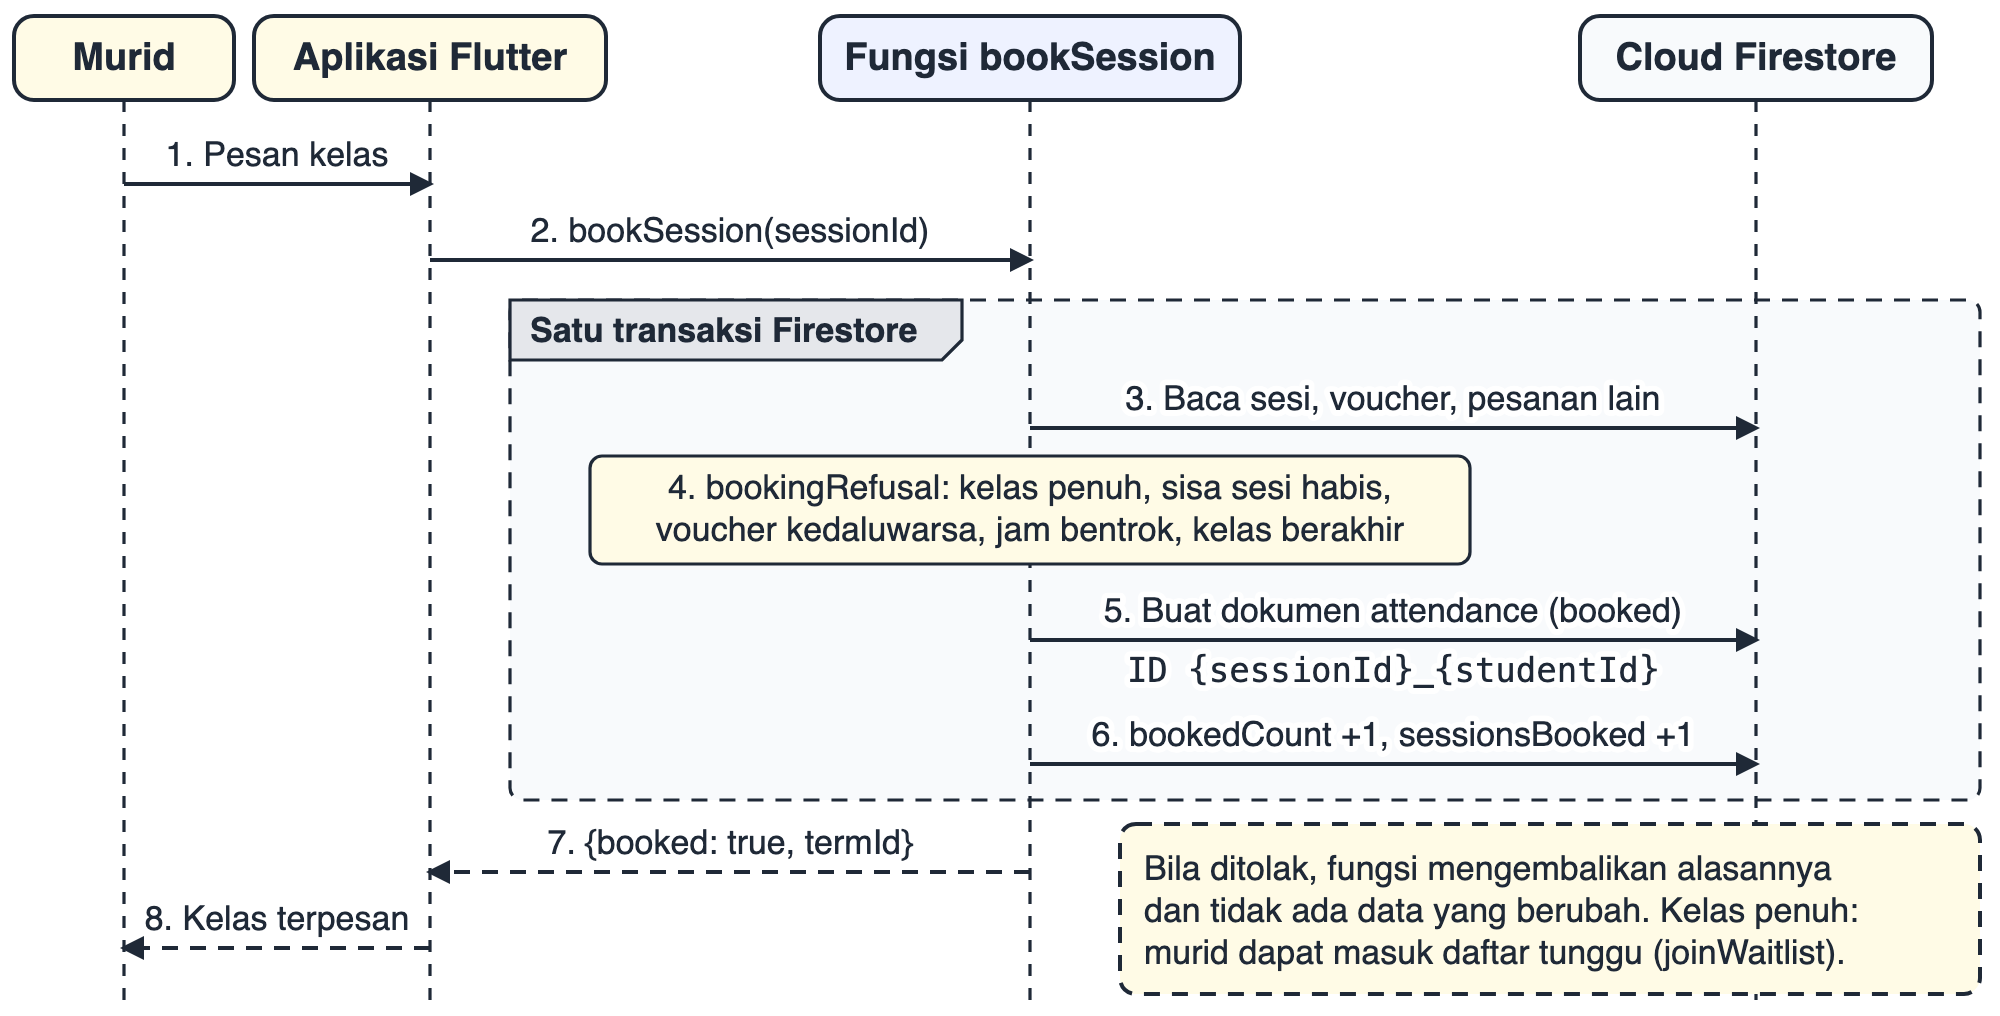 Murid
Aplikasi Flutter
Fungsi bookSession
Cloud Firestore
1. Pesan kelas
2. bookSession(sessionId)
Satu transaksi Firestore
3. Baca sesi, voucher, pesanan lain
4. bookingRefusal: kelas penuh, sisa sesi habis,
voucher kedaluwarsa, jam bentrok, kelas berakhir
5. Buat dokumen attendance (booked)
ID {sessionId}_{studentId}
6. bookedCount +1, sessionsBooked +1
7. {booked: true, termId}
Bila ditolak, fungsi mengembalikan alasannya
dan tidak ada data yang berubah. Kelas penuh:
murid dapat masuk daftar tunggu (joinWaitlist).
8. Kelas terpesan